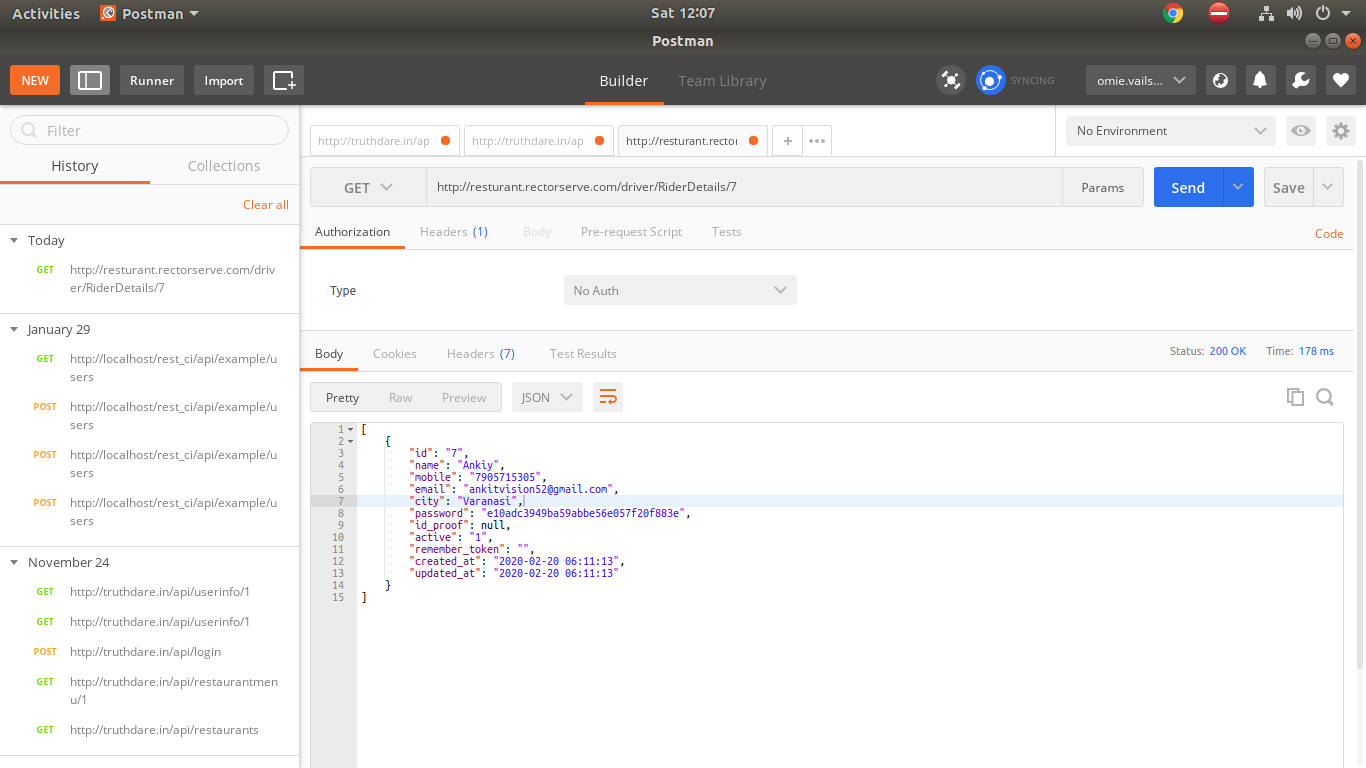 Activities Postman Sat 12:07
Postman
NEW Runner Import Builder Team Library SYNCING omie.vails...
Filter
History Collections
Clear all
Today
GET http://resturant.rectorserve.com/driv
er/RiderDetails/7
January 29
GET http://localhost/rest_ci/api/example/u
sers
POST http://localhost/rest_ci/api/example/u
sers
POST http://localhost/rest_ci/api/example/u
sers
POST http://localhost/rest_ci/api/example/u
sers
November 24
GET http://truthdare.in/api/userinfo/1
GET http://truthdare.in/api/userinfo/1
POST http://truthdare.in/api/login
GET http://truthdare.in/api/restaurantmen
u/1
GET http://truthdare.in/api/restaurants
http://truthdare.in/ap http://truthdare.in/ap http://resturant.rector + ••• No Environment
GET http://resturant.rectorserve.com/driver/RiderDetails/7 Params Send Save
Authorization Headers (1) Body Pre-request Script Tests Code
Type No Auth
Body Cookies Headers (7) Test Results Status: 200 OK Time: 178 ms
Pretty Raw Preview JSON
1 [
2 {
3 "id": "7",
4 "name": "Ankiy",
5 "mobile": "7905715305",
6 "email": "ankitvision52@gmail.com",
7 "city": "Varanasi",
8 "password": "e10adc3949ba59abbe56e057f20f883e",
9 "id_proof": null,
10 "active": "1",
11 "remember_token": "",
12 "created_at": "2020-02-20 06:11:13",
13 "updated_at": "2020-02-20 06:11:13"
14 }
15 ]